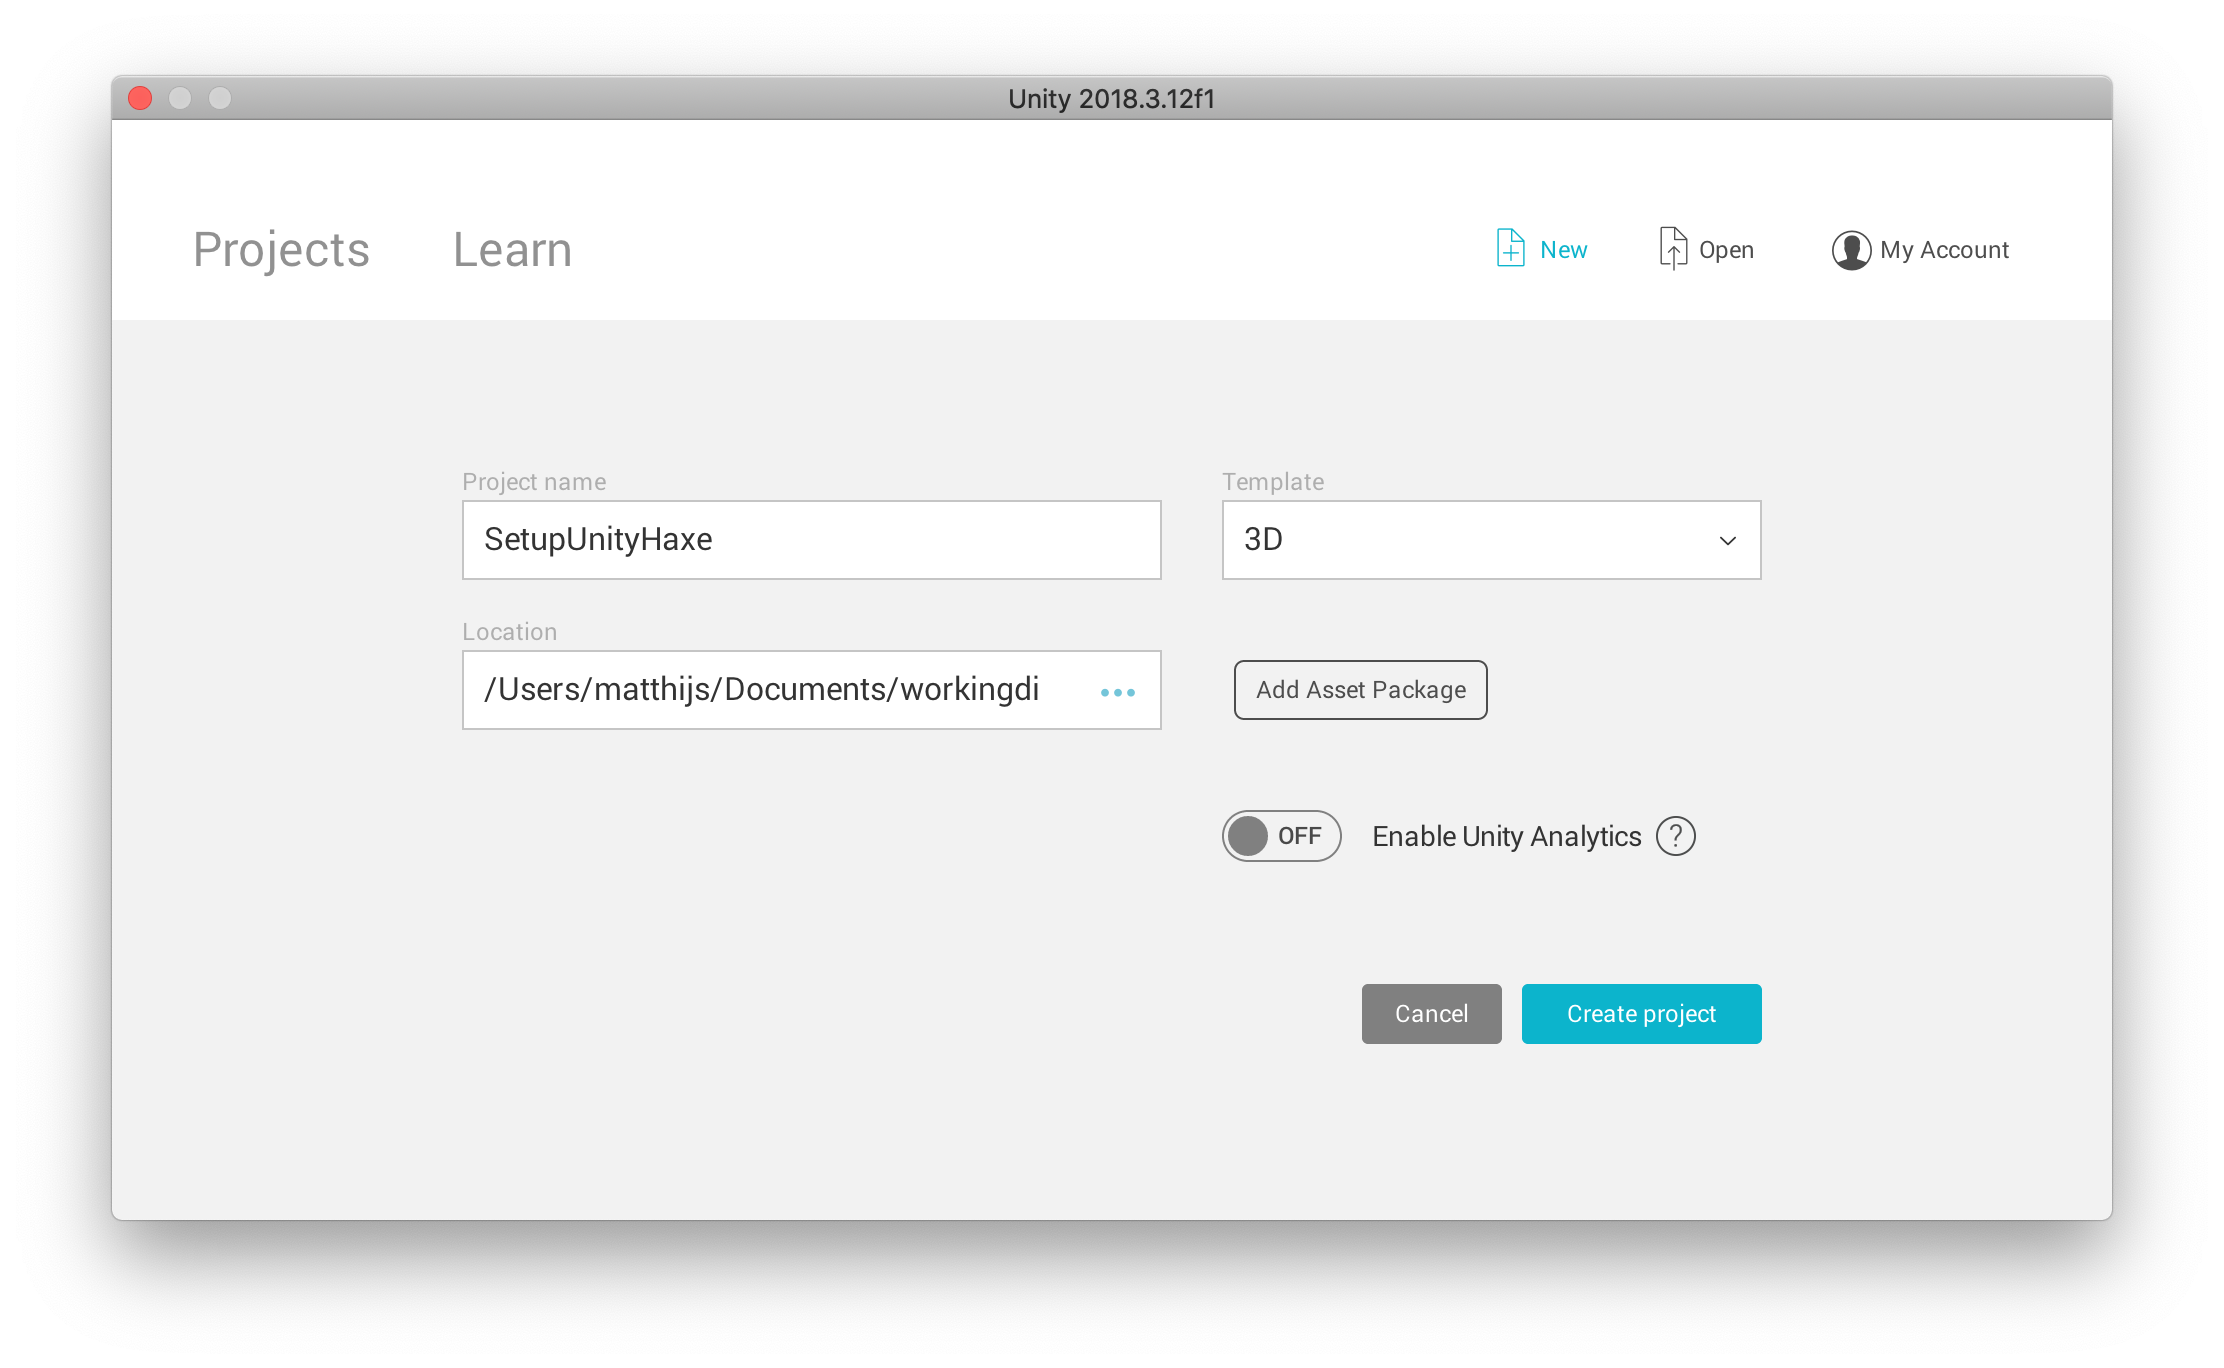 Unity 2018.3.12f1
Projects Learn New Open My Account
Project name Template
SetupUnityHaxe 3D
Location
/Users/matthijs/Documents/workingdi ••• Add Asset Package
OFF Enable Unity Analytics ?
Cancel Create project